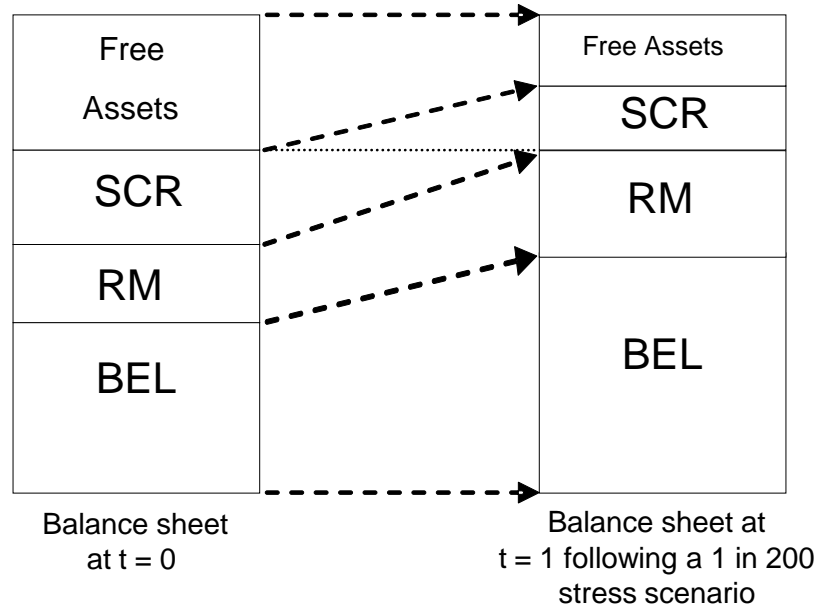 Free
Assets
SCR
RM
BEL
Balance sheet
at t = 0
Free Assets
SCR
RM
BEL
Balance sheet at
t = 1 following a 1 in 200
stress scenario